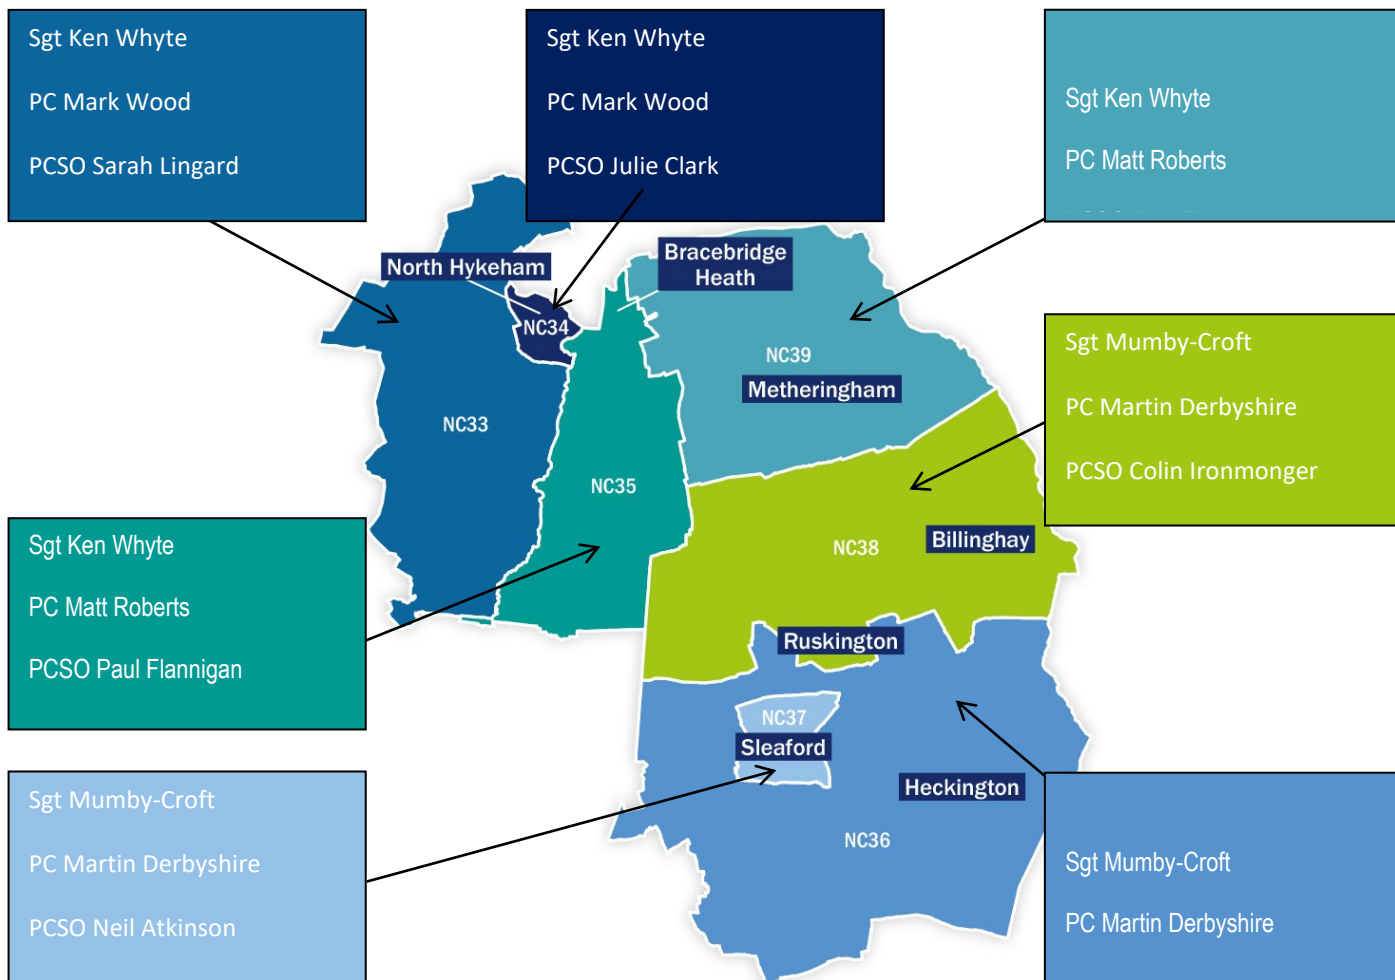 Sgt Ken Whyte
PC Mark Wood
PCSO Sarah Lingard
Sgt Ken Whyte
PC Mark Wood
PCSO Julie Clark
Sgt Ken Whyte
PC Matt Roberts
North Hykeham
Bracebridge
Heath
NC34
NC39
Metheringham
NC33
NC35
Sgt Mumby-Croft
PC Martin Derbyshire
PCSO Colin Ironmonger
NC38
Billinghay
Sgt Ken Whyte
PC Matt Roberts
PCSO Paul Flannigan
Ruskington
NC37
Sleaford
Heckington
NC36
Sgt Mumby-Croft
PC Martin Derbyshire
PCSO Neil Atkinson
Sgt Mumby-Croft
PC Martin Derbyshire